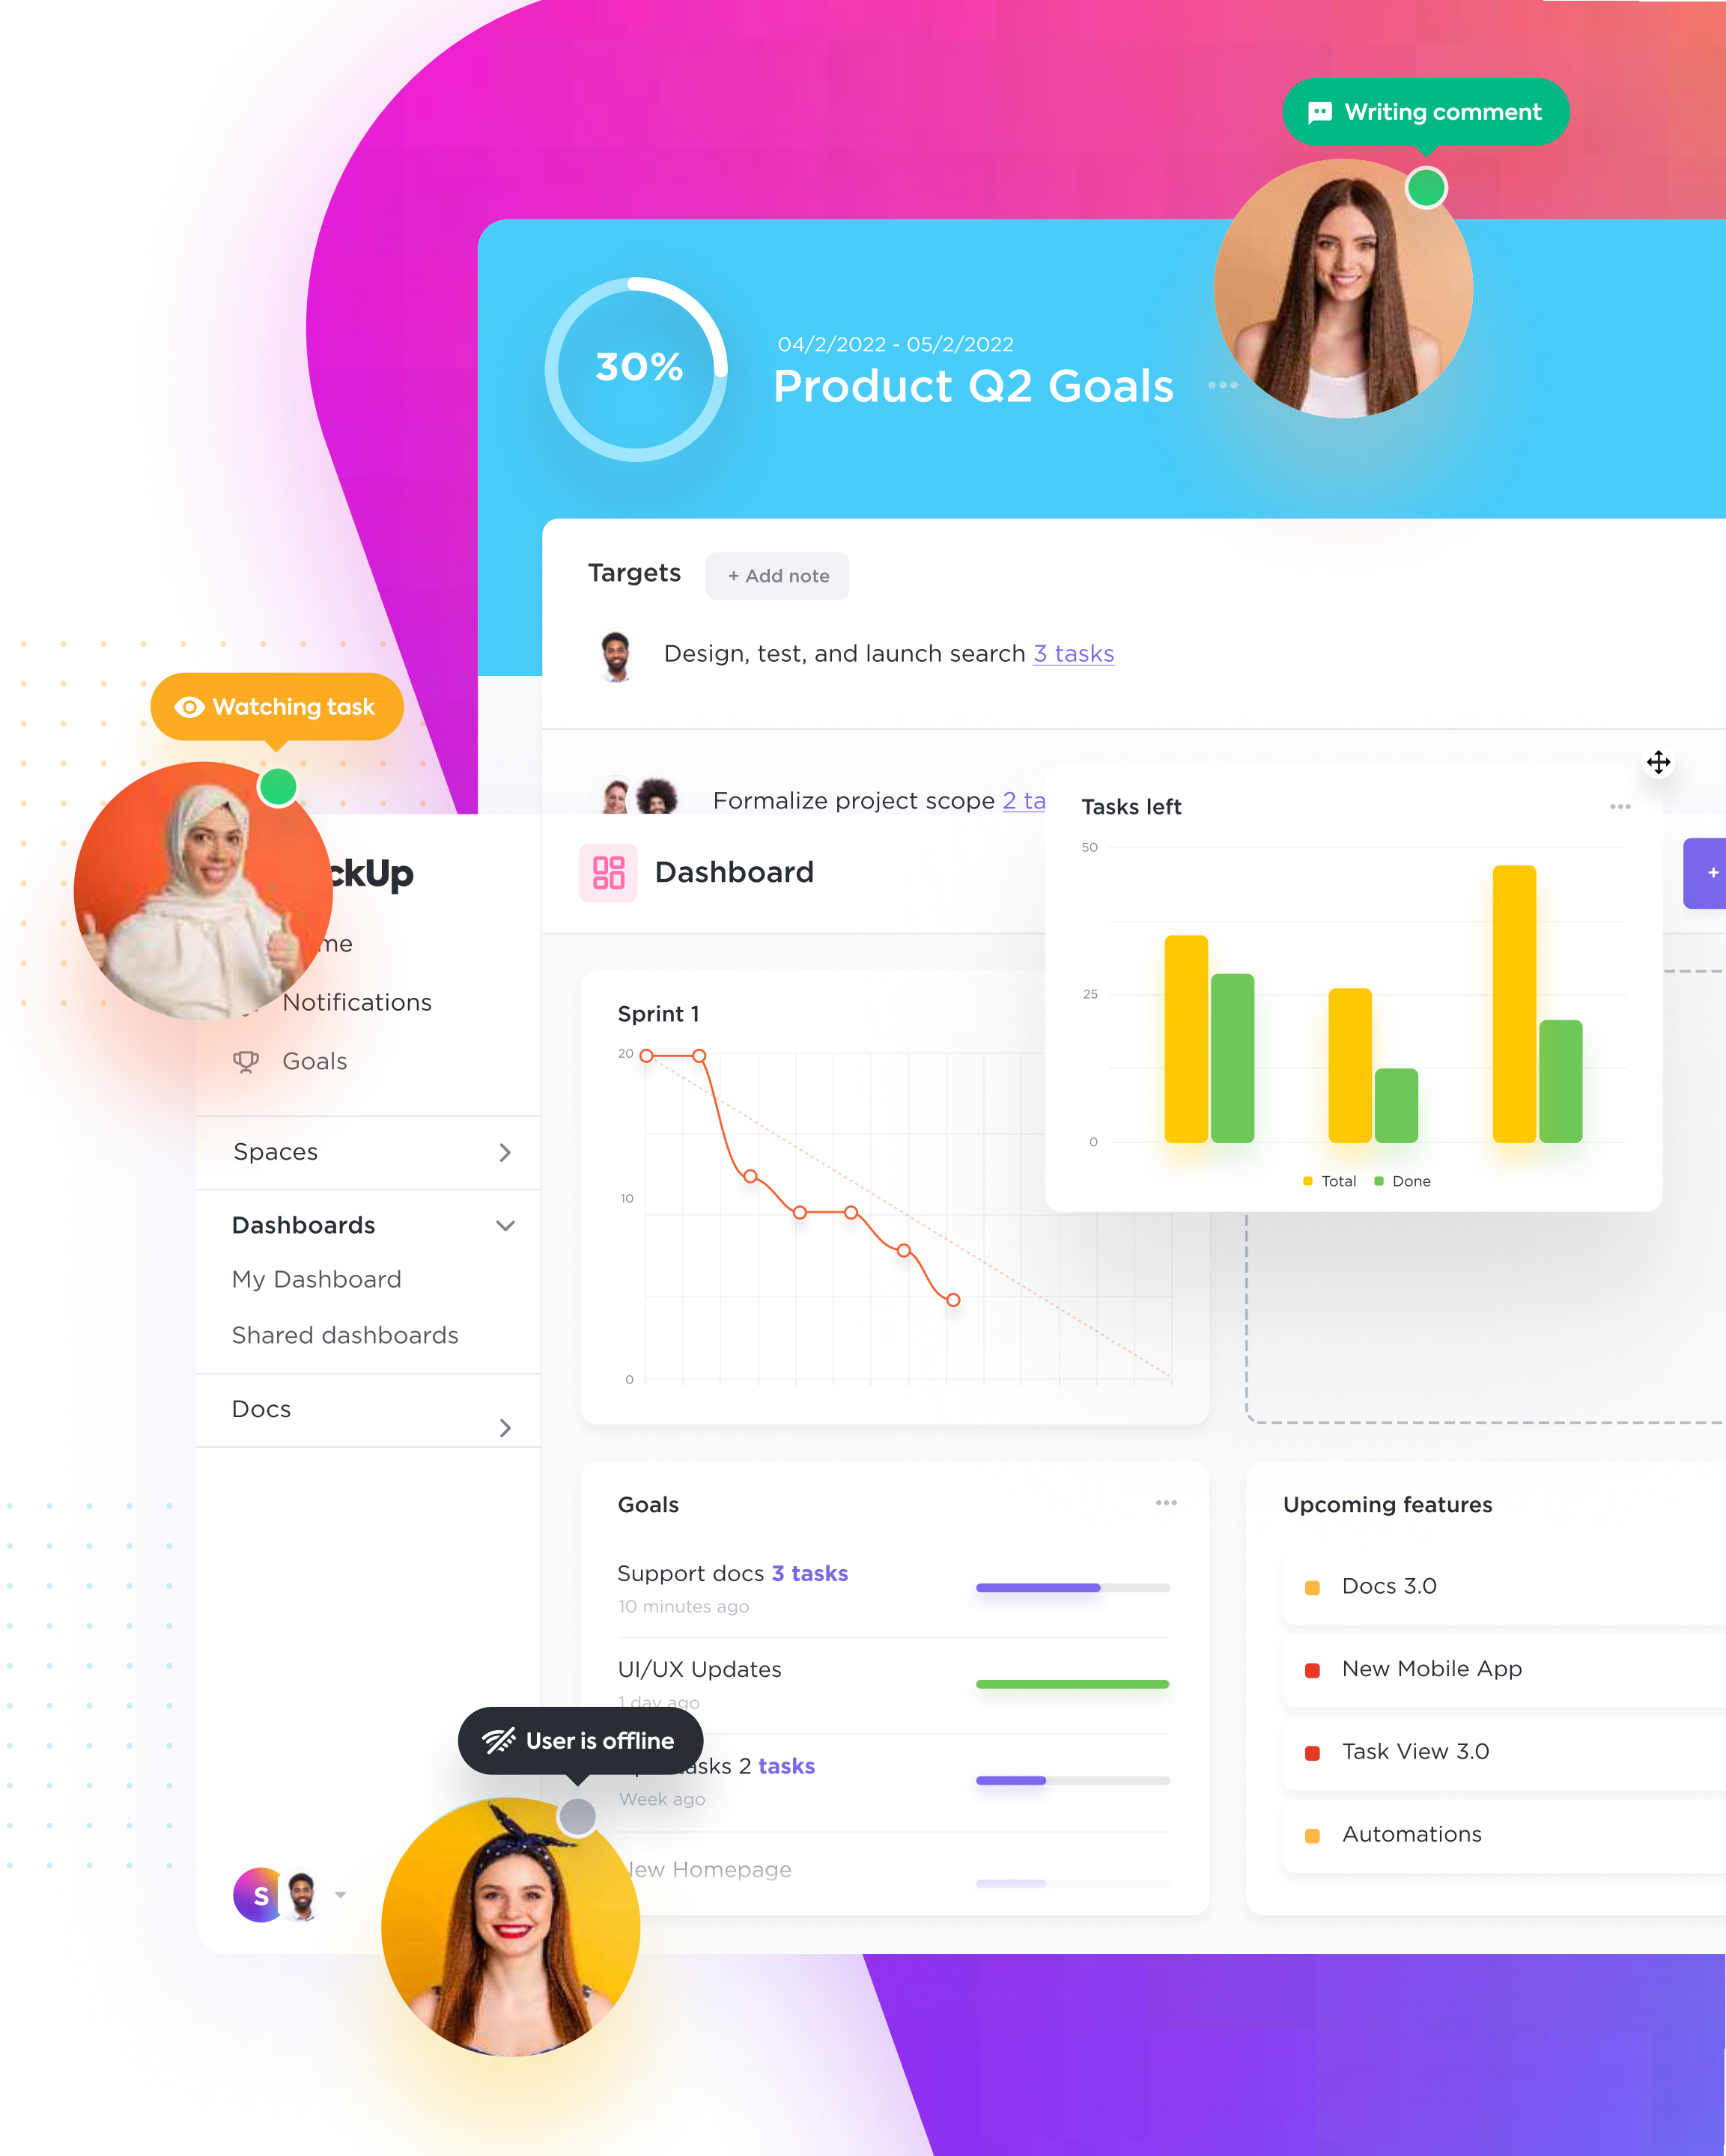 Writing comment
30%
04/2/2022 - 05/2/2022
Product Q2 Goals
Targets
+ Add note
Design, test, and launch search 3 tasks
Watching task
Formalize project scope 2 ta
Tasks left
50
25
0
Total
Done
ckUp
me
Notifications
Goals
Spaces
Dashboards
My Dashboard
Shared dashboards
Docs
Dashboard
+
Sprint 1
20
10
0
Goals
Support docs 3 tasks
10 minutes ago
UI/UX Updates
1 day ago
asks 2 tasks
Week ago
New Homepage
Upcoming features
Docs 3.0
New Mobile App
Task View 3.0
Automations
User is offline
S